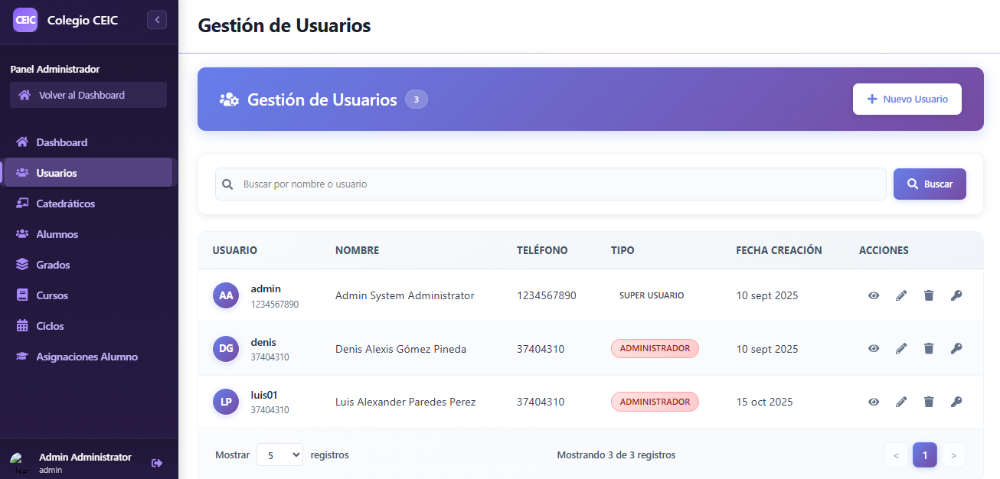 CEIC Colegio CEIC
Panel Administrador
Volver al Dashboard
Dashboard
Usuarios
Catedráticos
Alumnos
Grados
Cursos
Ciclos
Asignaciones Alumno
Admin Administrator
admin
Gestión de Usuarios
Gestión de Usuarios 3
Nuevo Usuario
Buscar por nombre o usuario
Buscar
USUARIO NOMBRE TELÉFONO TIPO FECHA CREACIÓN ACCIONES
AA admin 1234567890 Admin System Administrator 1234567890 SUPER USUARIO 10 sept 2025
DG denis 37404310 Denis Alexis Gómez Pineda 37404310 ADMINISTRADOR 10 sept 2025
LP luis01 37404310 Luis Alexander Paredes Perez 37404310 ADMINISTRADOR 15 oct 2025
Mostrar 5 registros Mostrando 3 de 3 registros < 1 >